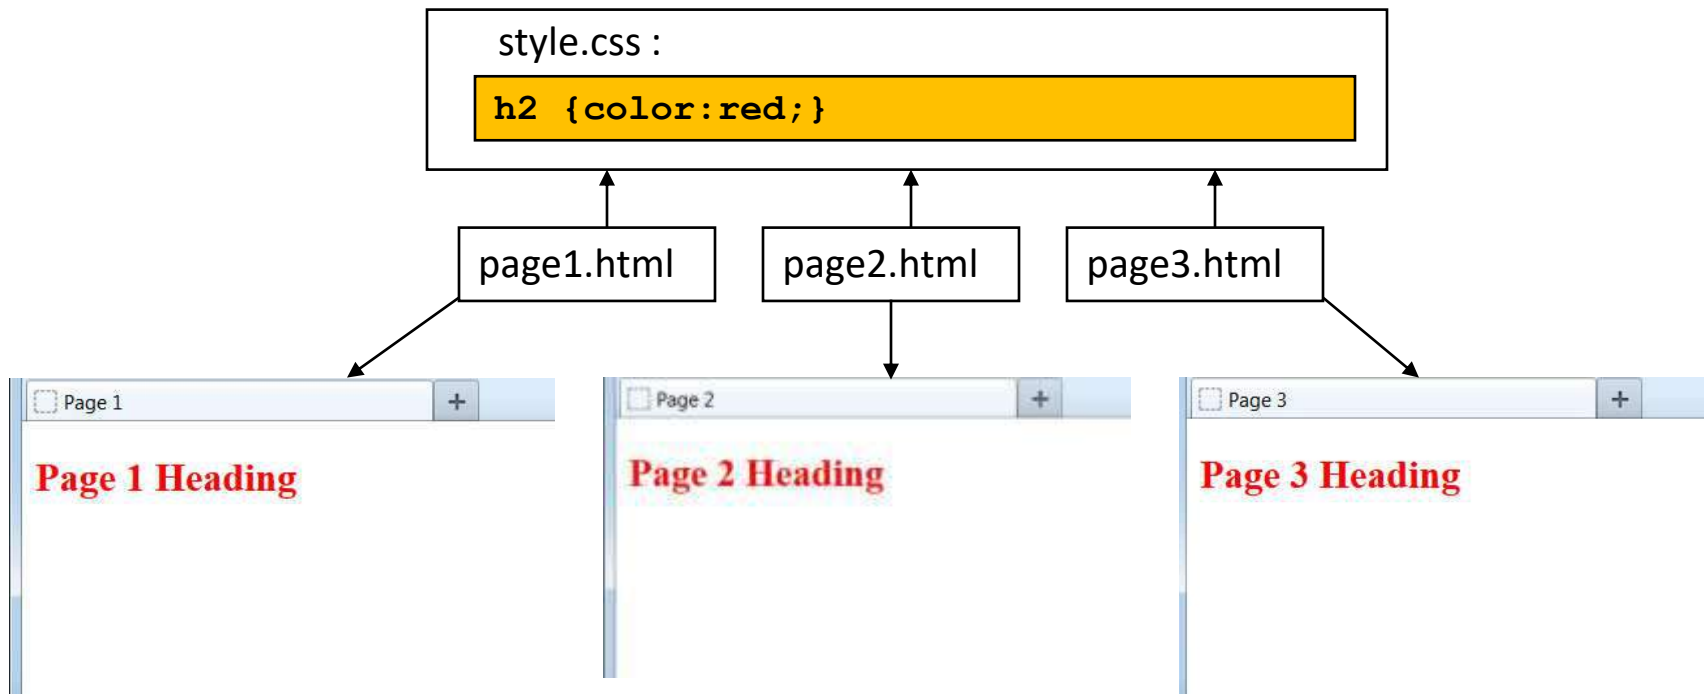 style.css :
h2 {color:red;}
page1.html
page2.html
page3.html
Page 1
Page 1 Heading
Page 2
Page 2 Heading
Page 3
Page 3 Heading